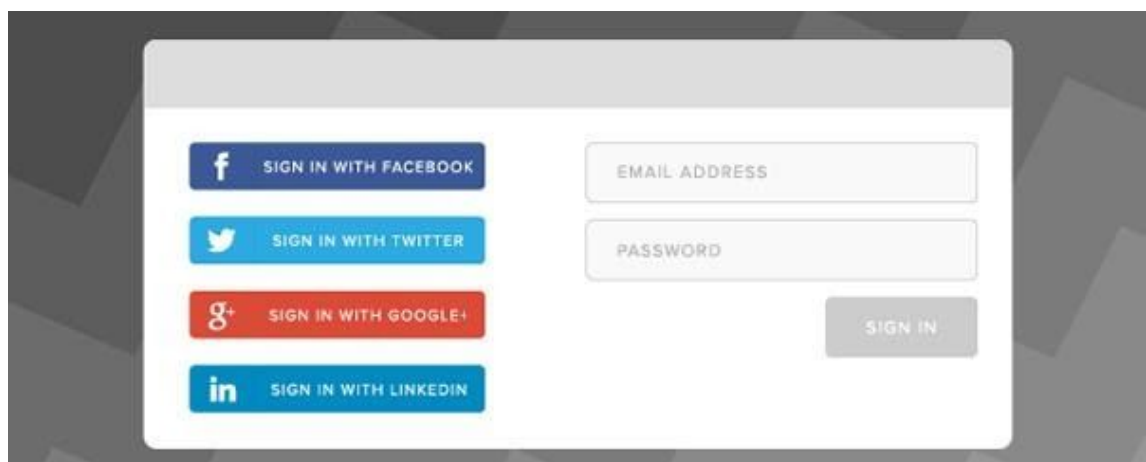 f SIGN IN WITH FACEBOOK
SIGN IN WITH TWITTER
g+ SIGN IN WITH GOOGLE+
in SIGN IN WITH LINKEDIN
EMAIL ADDRESS
PASSWORD
SIGN IN